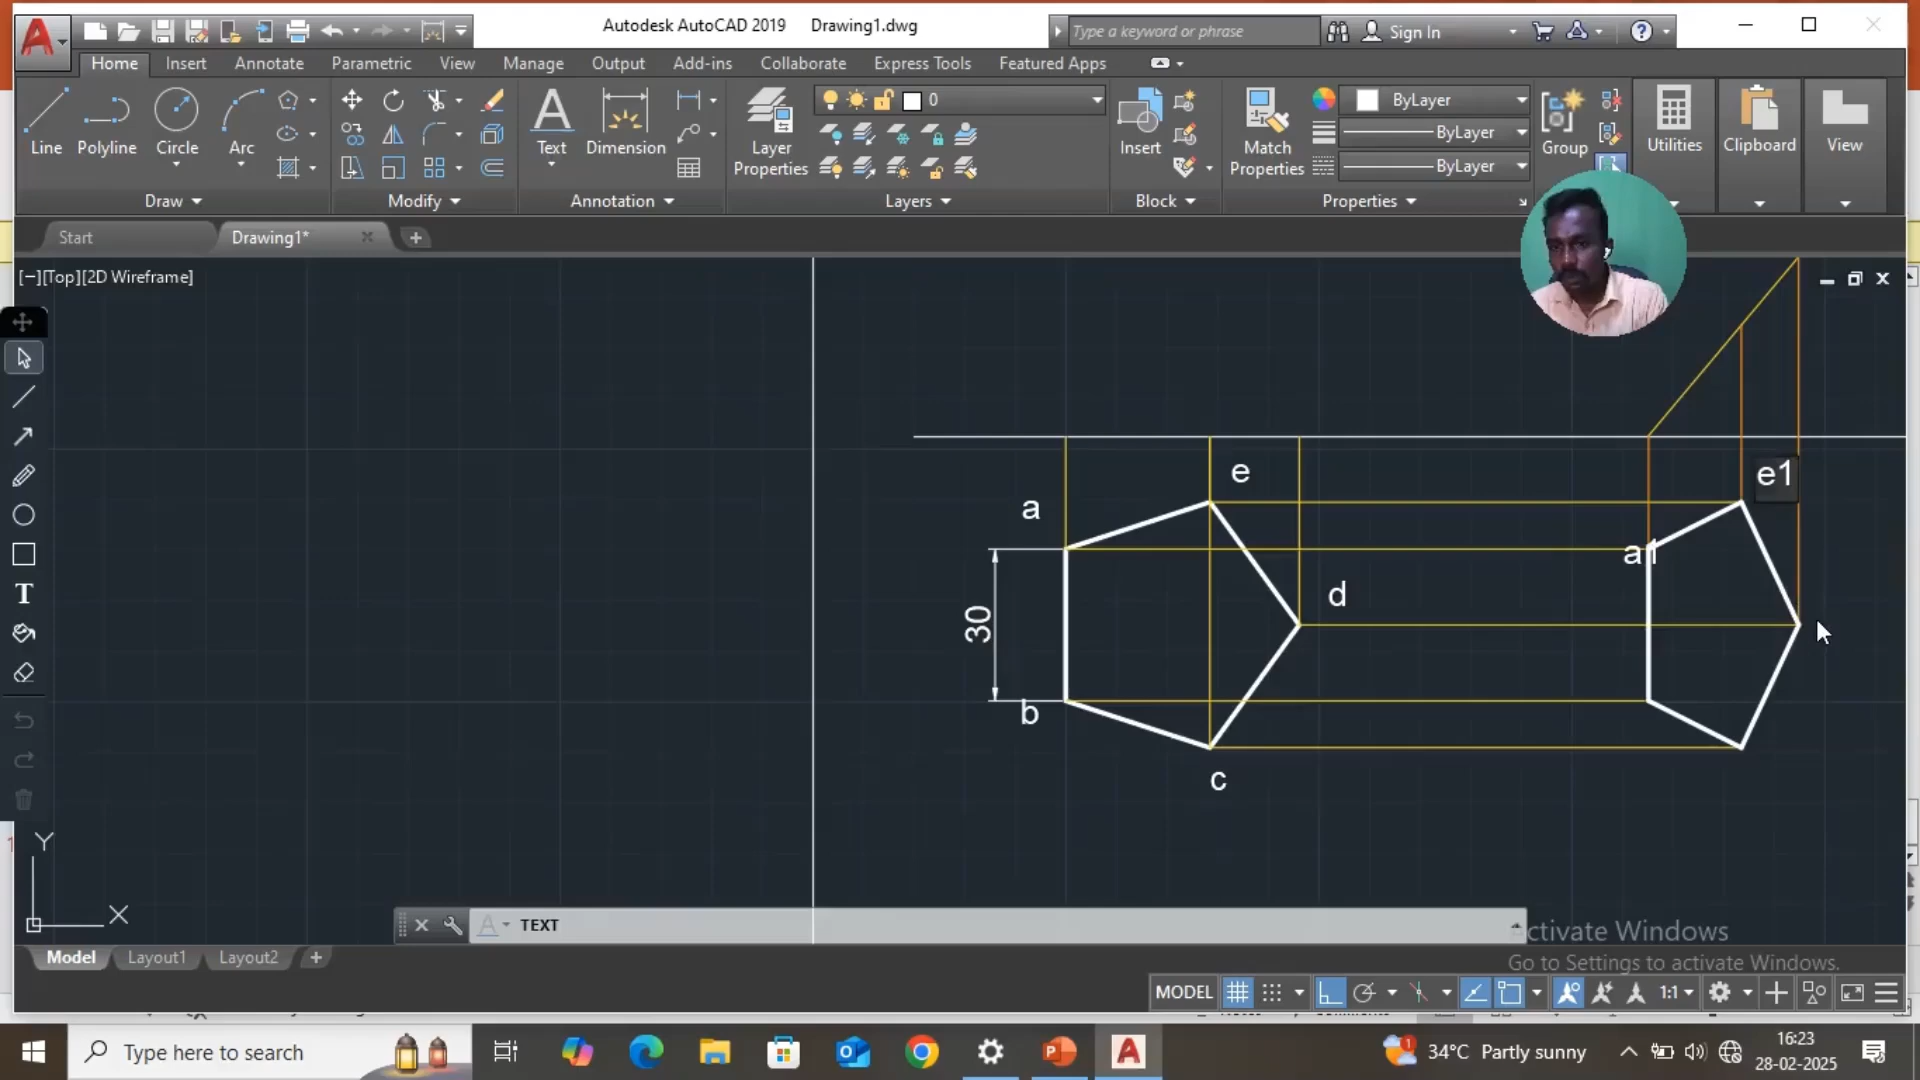 Autodesk AutoCAD 2019 Drawing1.dwg
Type a keyword or phrase
Sign In
Home Insert Annotate Parametric View Manage Output Add-ins Collaborate Express Tools Featured Apps
0
ByLayer
Line Polyline Circle Arc
Text Dimension
Layer Properties
Insert
Match Properties
ByLayer
ByLayer
Group
Utilities
Clipboard
View
Draw Modify Annotation Layers Block Properties
Start Drawing1*
[−][Top][2D Wireframe]
e
e1
a
a1
d
30
b
c
Y
X
TEXT
Activate Windows
Go to Settings to activate Windows.
Model Layout1 Layout2
MODEL 1:1
Type here to search
34°C Partly sunny
16:23
28-02-2025